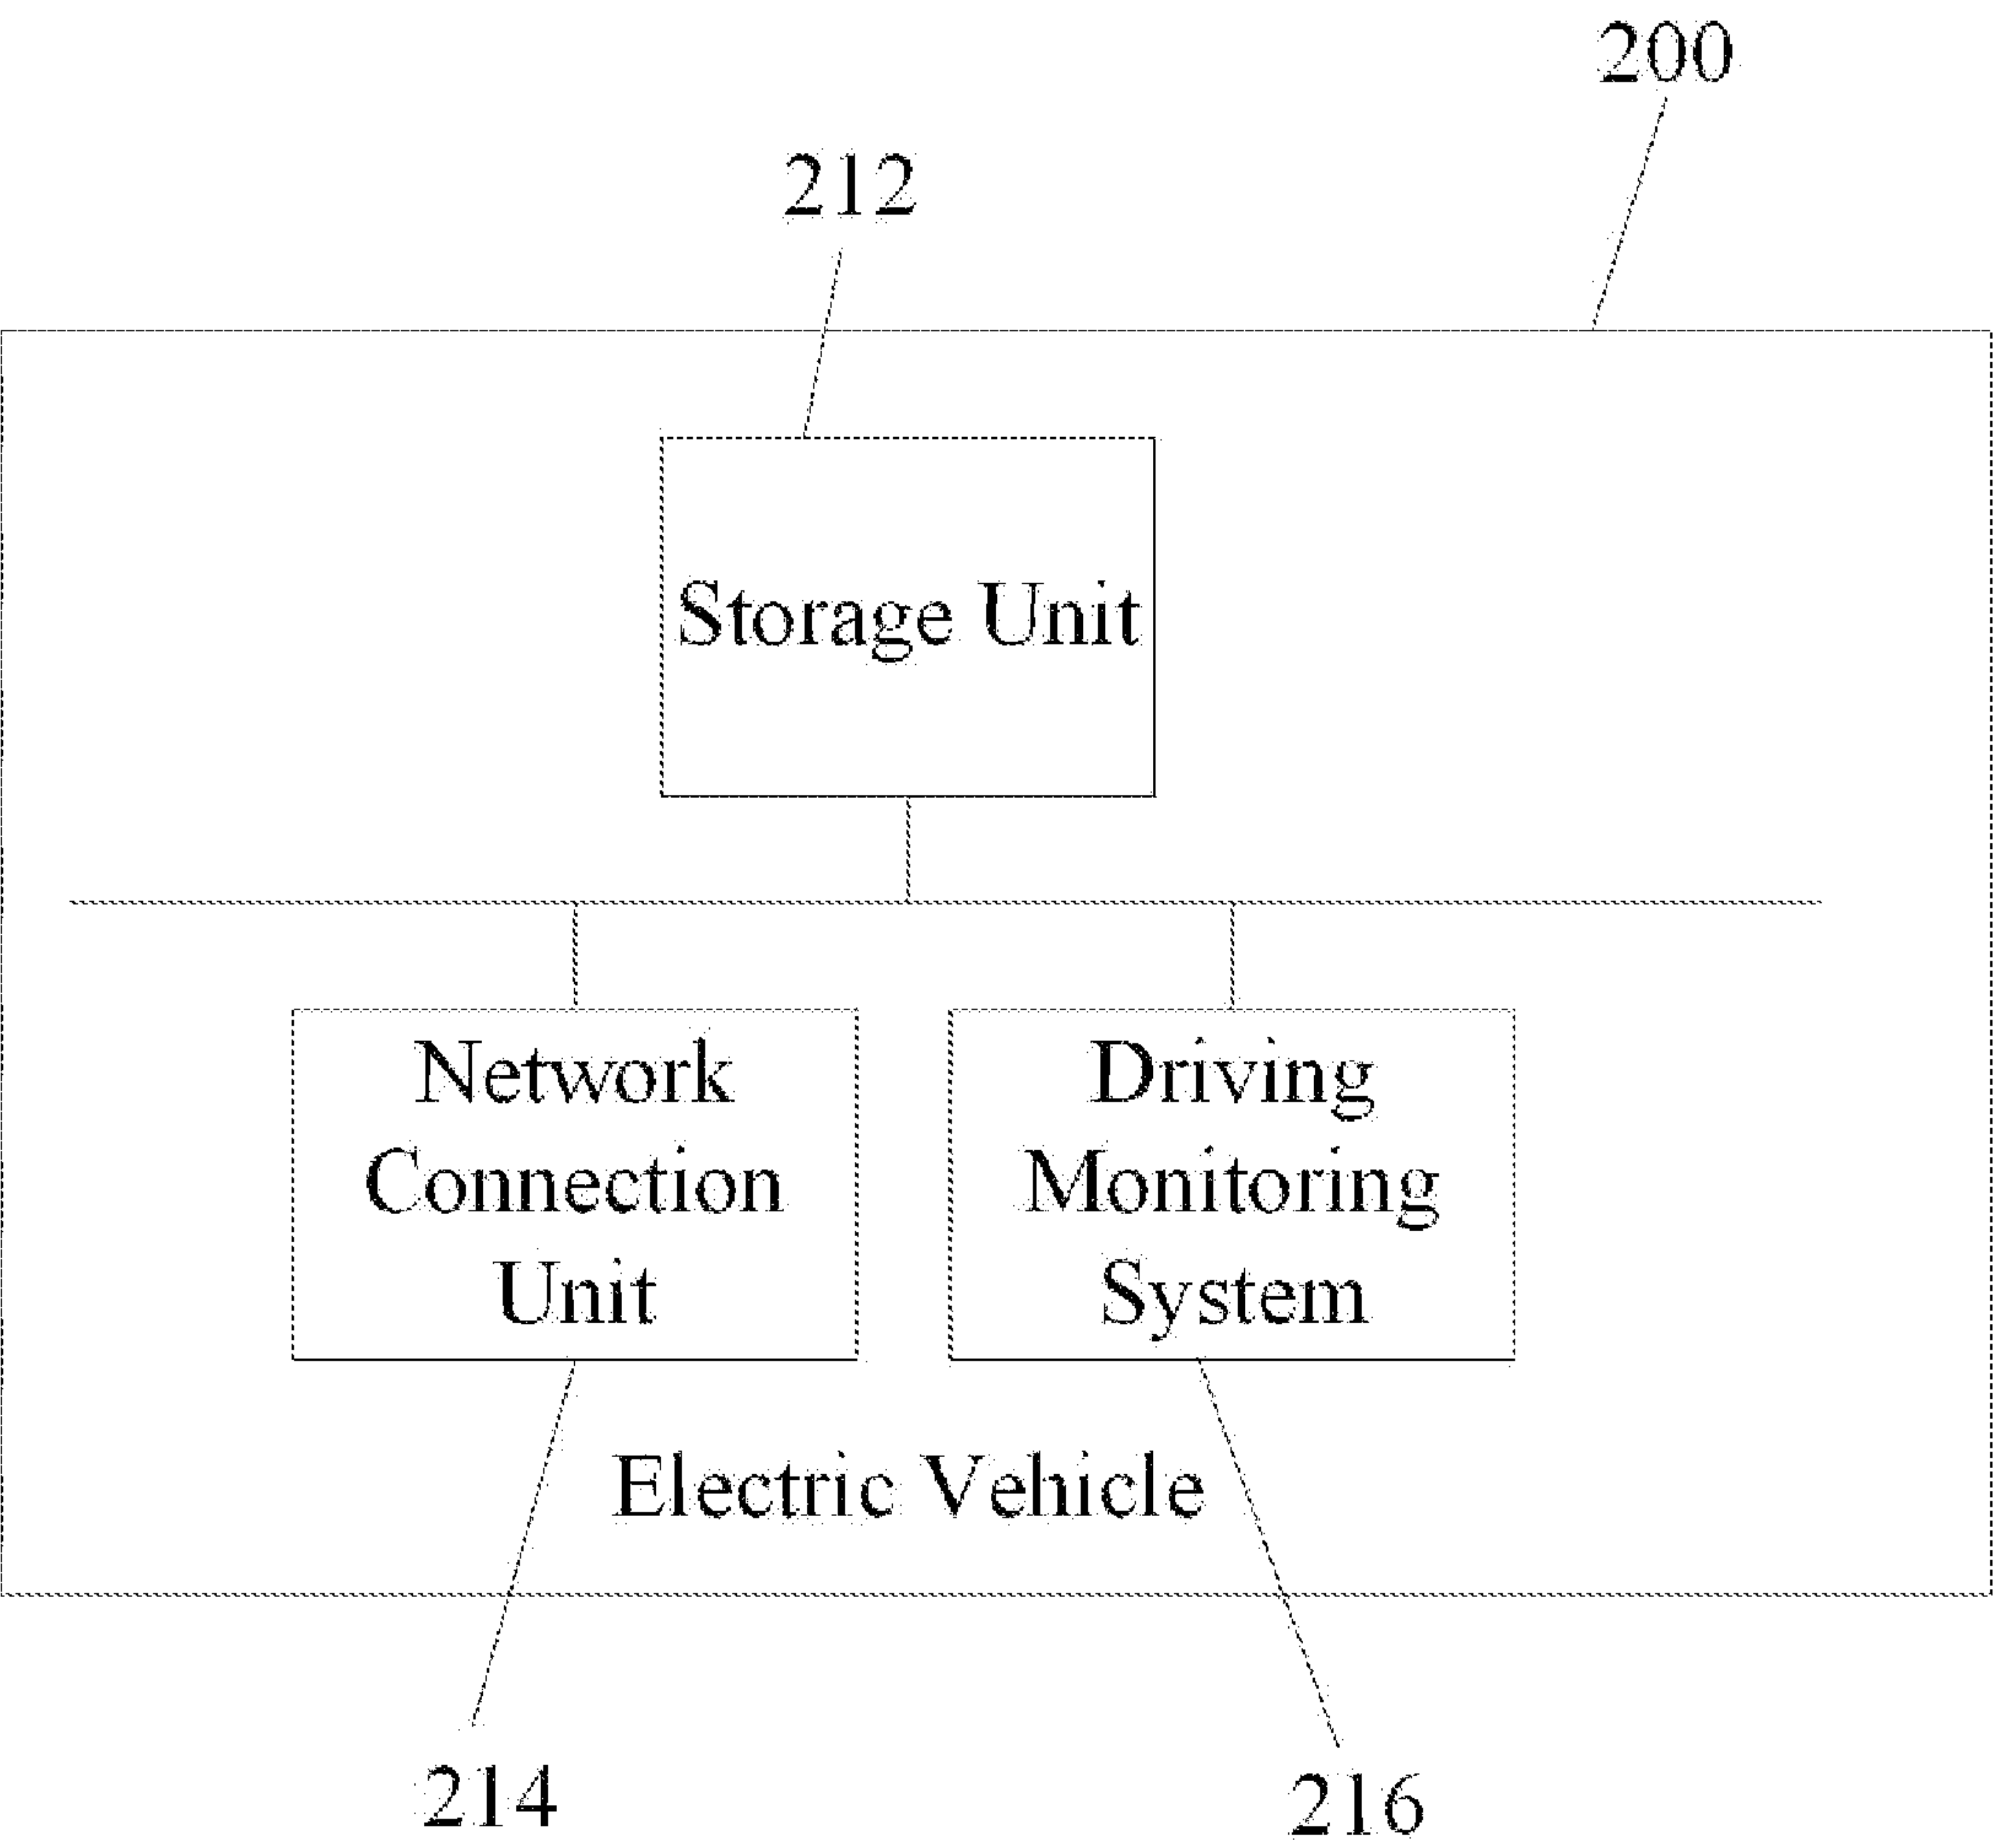 200
212
Storage Unit
Network
Connection
Unit
Driving
Monitoring
System
Electric Vehicle
214
216